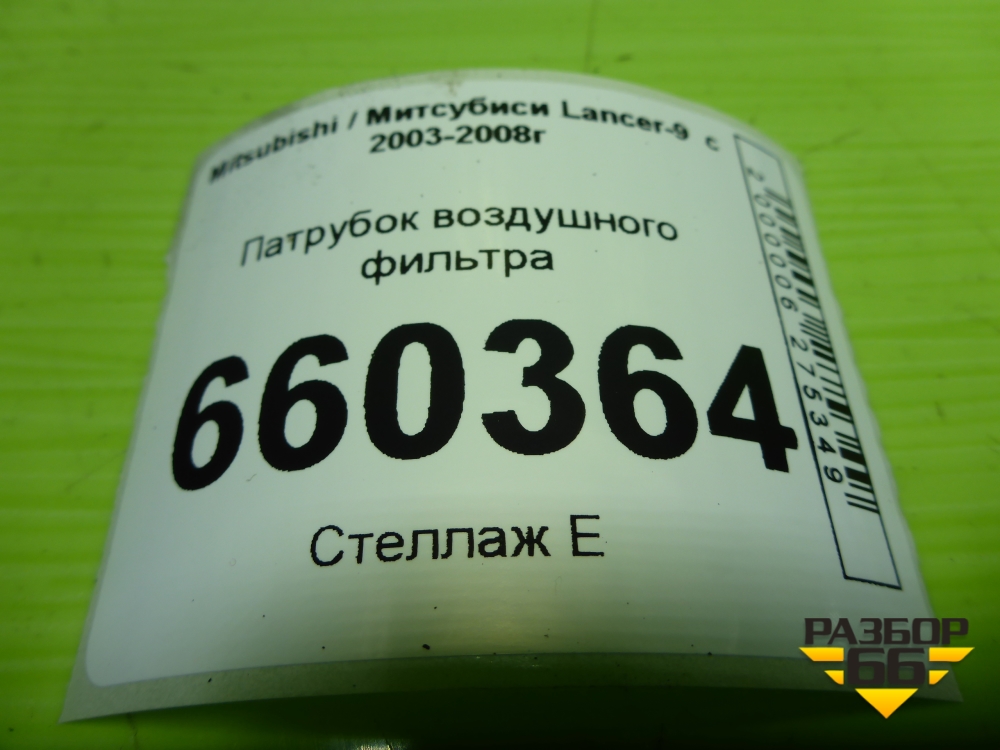 Mitsubishi / Митсубиси Lancer-9 с
2003-2008г
Патрубок воздушного
фильтра
660364
Стеллаж Е
2000006275349
РАЗБОР
66